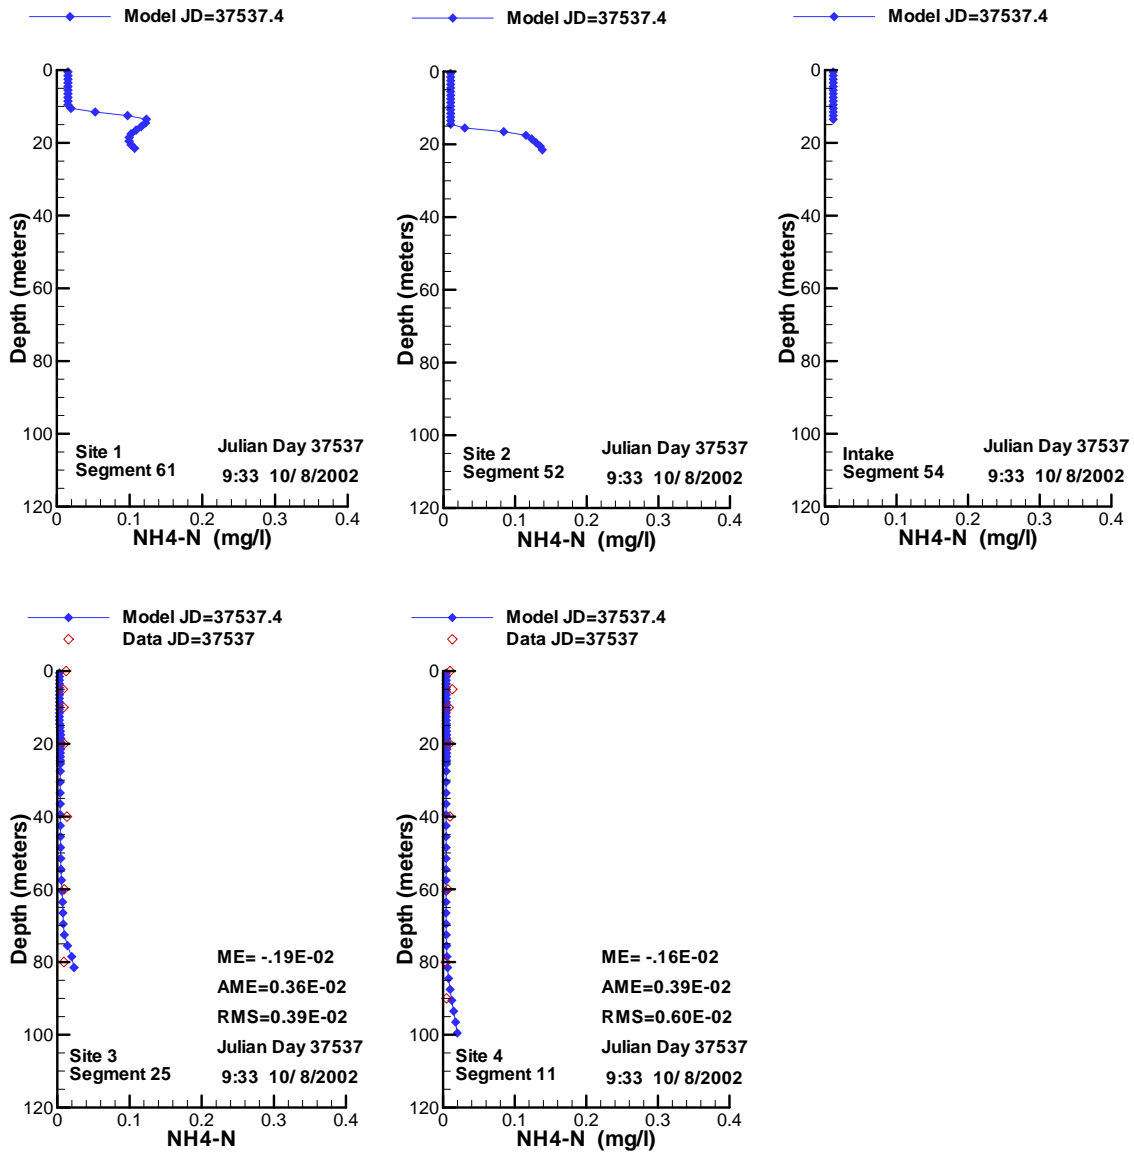 Model JD=37537.4
0
20
40
60
80
100
120
Depth (meters)
Site 1
Segment 61
Julian Day 37537
9:33 10/ 8/2002
0 0.1 0.2 0.3 0.4
NH4-N (mg/l)
Model JD=37537.4
0
20
40
60
80
100
120
Depth (meters)
Site 2
Segment 52
Julian Day 37537
9:33 10/ 8/2002
0 0.1 0.2 0.3 0.4
NH4-N (mg/l)
Model JD=37537.4
0
20
40
60
80
100
120
Depth (meters)
Intake
Segment 54
Julian Day 37537
9:33 10/ 8/2002
0 0.1 0.2 0.3 0.4
NH4-N (mg/l)
Model JD=37537.4
Data JD=37537
0
20
40
60
80
100
120
Depth (meters)
ME= -.19E-02
AME=0.36E-02
RMS=0.39E-02
Site 3
Segment 25
Julian Day 37537
9:33 10/ 8/2002
0 0.1 0.2 0.3 0.4
NH4-N
Model JD=37537.4
Data JD=37537
0
20
40
60
80
100
120
Depth (meters)
ME= -.16E-02
AME=0.39E-02
RMS=0.60E-02
Site 4
Segment 11
Julian Day 37537
9:33 10/ 8/2002
0 0.1 0.2 0.3 0.4
NH4-N (mg/l)